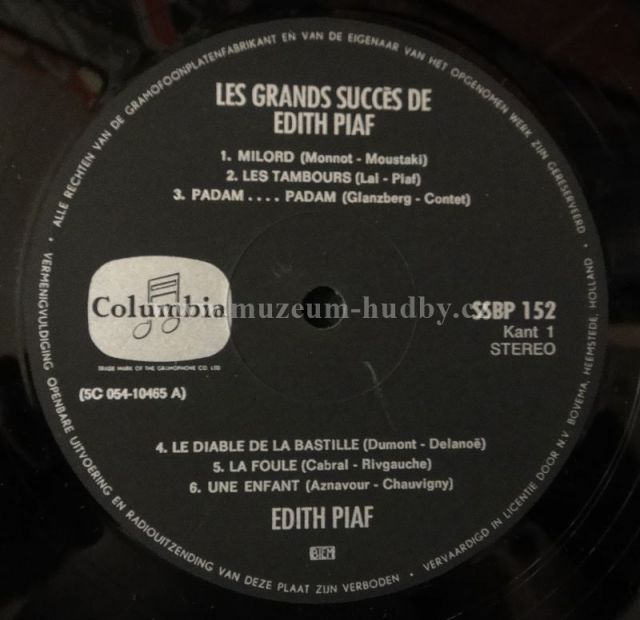 ALLE RECHTEN VAN DE GRAMOFOONPLATENFABRIKANT EN VAN DE EIGENAAR VAN HET OPGENOMEN WERK ZIJN GERESERVEERD
LES GRANDS SUCCÈS DE
EDITH PIAF
1. MILORD (Monnot - Moustaki)
2. LES TAMBOURS (Lai - Piaf)
3. PADAM .... PADAM (Glanzberg - Contet)
Columbia
muzeum-hudby.c
SSBP 152
Kant 1
STEREO
TRADE MARK OF THE GRAMOPHONE CO. LTD
(5C 054-10465 A)
4. LE DIABLE DE LA BASTILLE (Dumont - Delanoë)
5. LA FOULE (Cabral - Rivgauche)
6. UNE ENFANT (Aznavour - Chauvigny)
EDITH PIAF
BIEM
• VERMENIGVULDIGING OPENBARE UITVOERING EN RADIOUITZENDING VAN DEZE PLAAT ZIJN VERBODEN •
VERVAARDIGD IN LICENTIE DOOR N V BOVEMA, HEEMSTEDE, HOLLAND •